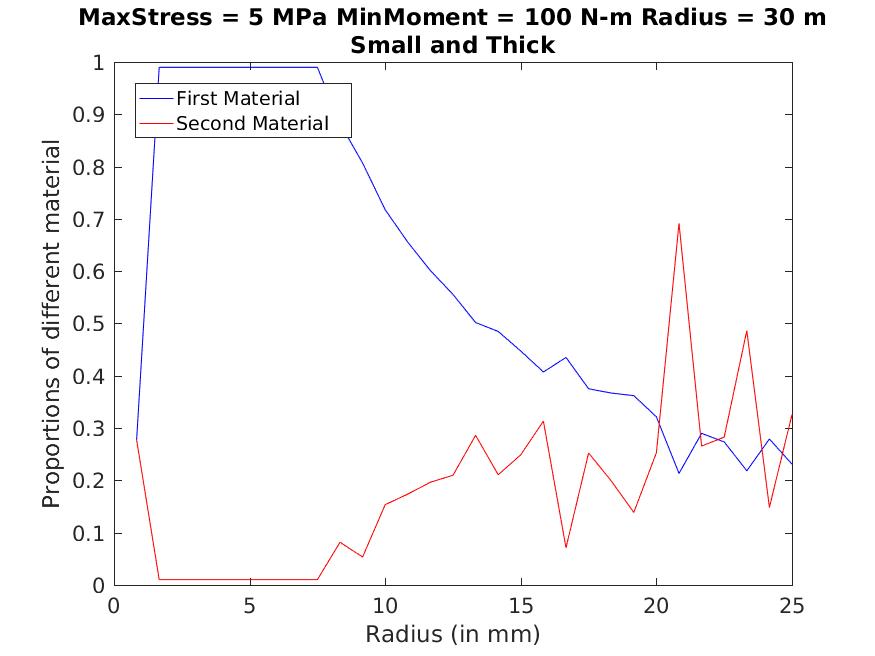 MaxStress = 5 MPa MinMoment = 100 N-m Radius = 30 m
Small and Thick
1
First Material
0.9
Second Material
0.8
0.7
0.6
0.5
0.4
0.3
0.2
0.1
0
Proportions of different material
0
5
10
15
20
25
Radius (in mm)